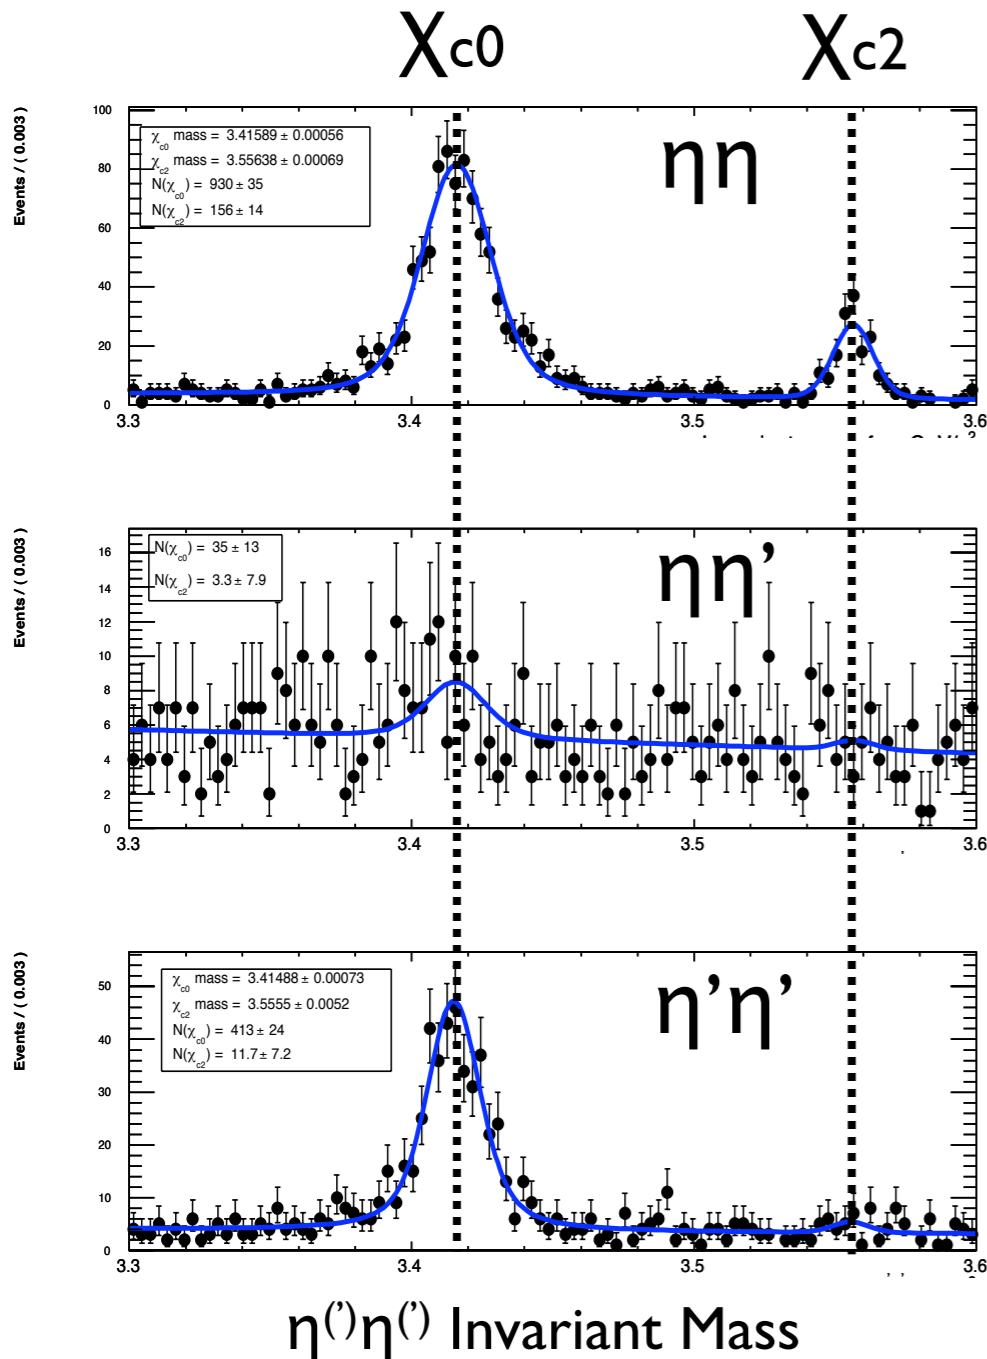 χc0 χc2
Events / ( 0.003 )
100
80
60
40
20
0
χc0 mass = 3.41589 ± 0.00056
χc2 mass = 3.55638 ± 0.00069
N(χc0) = 930 ± 35
N(χc2) = 156 ± 14
ηη
3.3 3.4 3.5 3.6
Events / ( 0.003 )
16
14
12
10
8
6
4
2
0
N(χc0) = 35 ± 13
N(χc2) = 3.3 ± 7.9
ηη’
3.3 3.4 3.5 3.6
Events / ( 0.003 )
50
40
30
20
10
0
χc0 mass = 3.41488 ± 0.00073
χc2 mass = 3.5555 ± 0.0052
N(χc0) = 413 ± 24
N(χc2) = 11.7 ± 7.2
η’η’
3.3 3.4 3.5 3.6
η(’)η(’) Invariant Mass